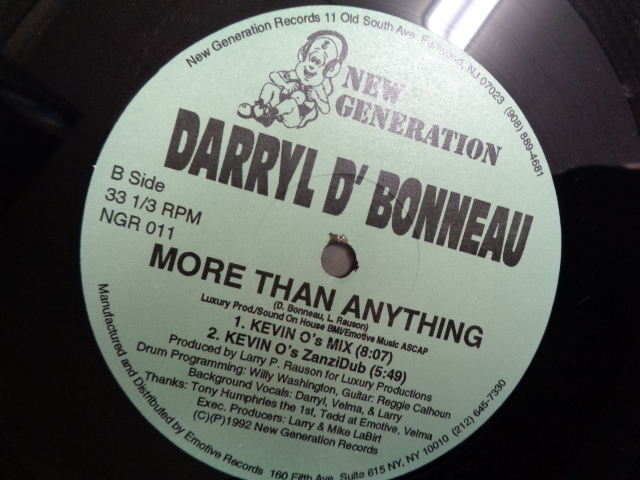 New Generation Records 11 Old South Ave. Fanwood, NJ 07023 (908) 889-4681
NEW
GENERATION
DARRYL D' BONNEAU
B Side
33 1/3 RPM
NGR 011
MORE THAN ANYTHING
(D. Bonneau, L. Rauson)
Luxury Prod./Sound On House BMI/Emotive Music ASCAP
1. KEVIN O's MIX (8:07)
2. KEVIN O's ZanziDub (5:49)
Produced by Larry P. Rauson for Luxury Productions
Drum Programming: Willy Washington, Guitar: Reggie Calhoun
Background Vocals: Darryl, Velma, & Larry
Thanks: Tony Humphries the 1st, Tedd at Emotive, Velma
Exec. Producers: Larry & Mike LaBirt
(C)(P)1992 New Generation Records
Manufactured and Distributed by Emotive Records 160 Fifth Ave. Suite 615 NY, NY 10010 (212) 645-7330